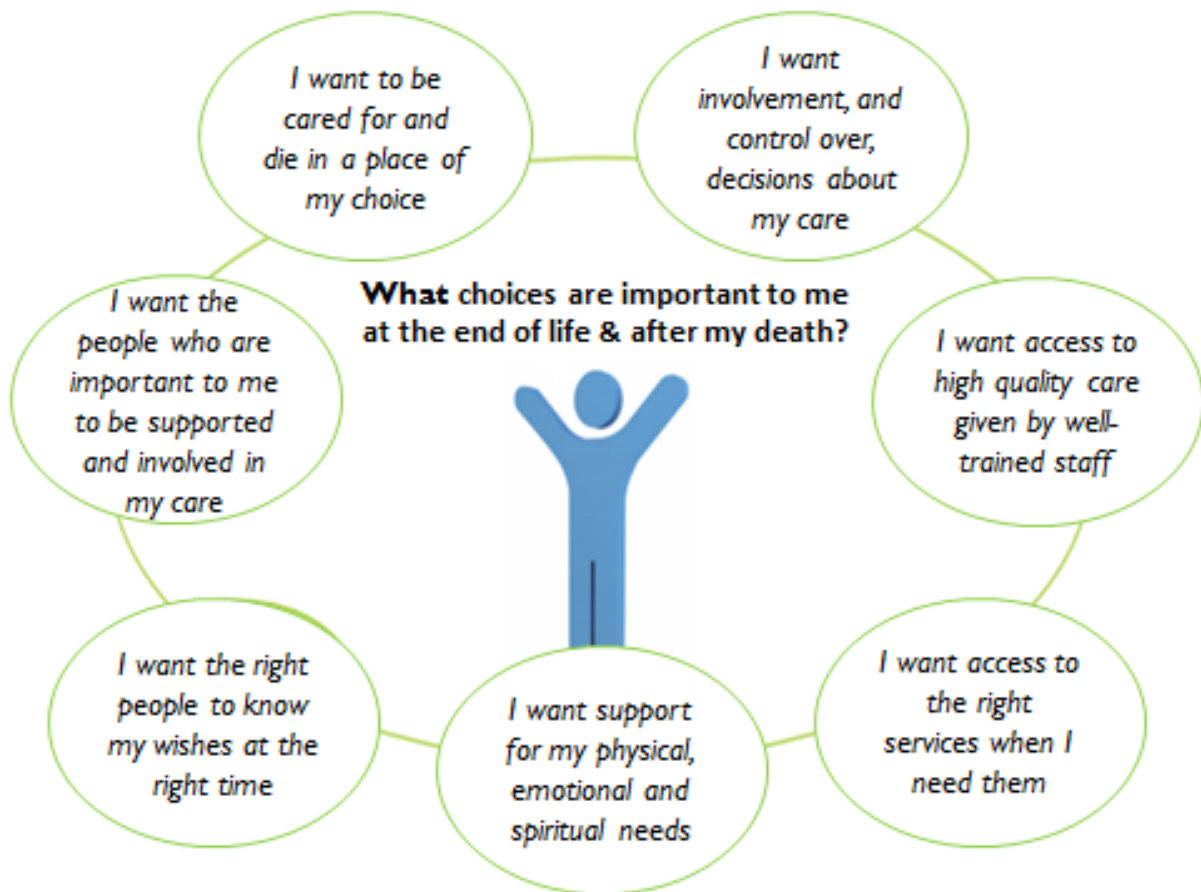 What choices are important to me
at the end of life & after my death?
I want to be
cared for and
die in a place of
my choice
I want
involvement, and
control over,
decisions about
my care
I want access to
high quality care
given by well-
trained staff
I want access to
the right
services when I
need them
I want support
for my physical,
emotional and
spiritual needs
I want the right
people to know
my wishes at the
right time
I want the
people who are
important to me
to be supported
and involved in
my care